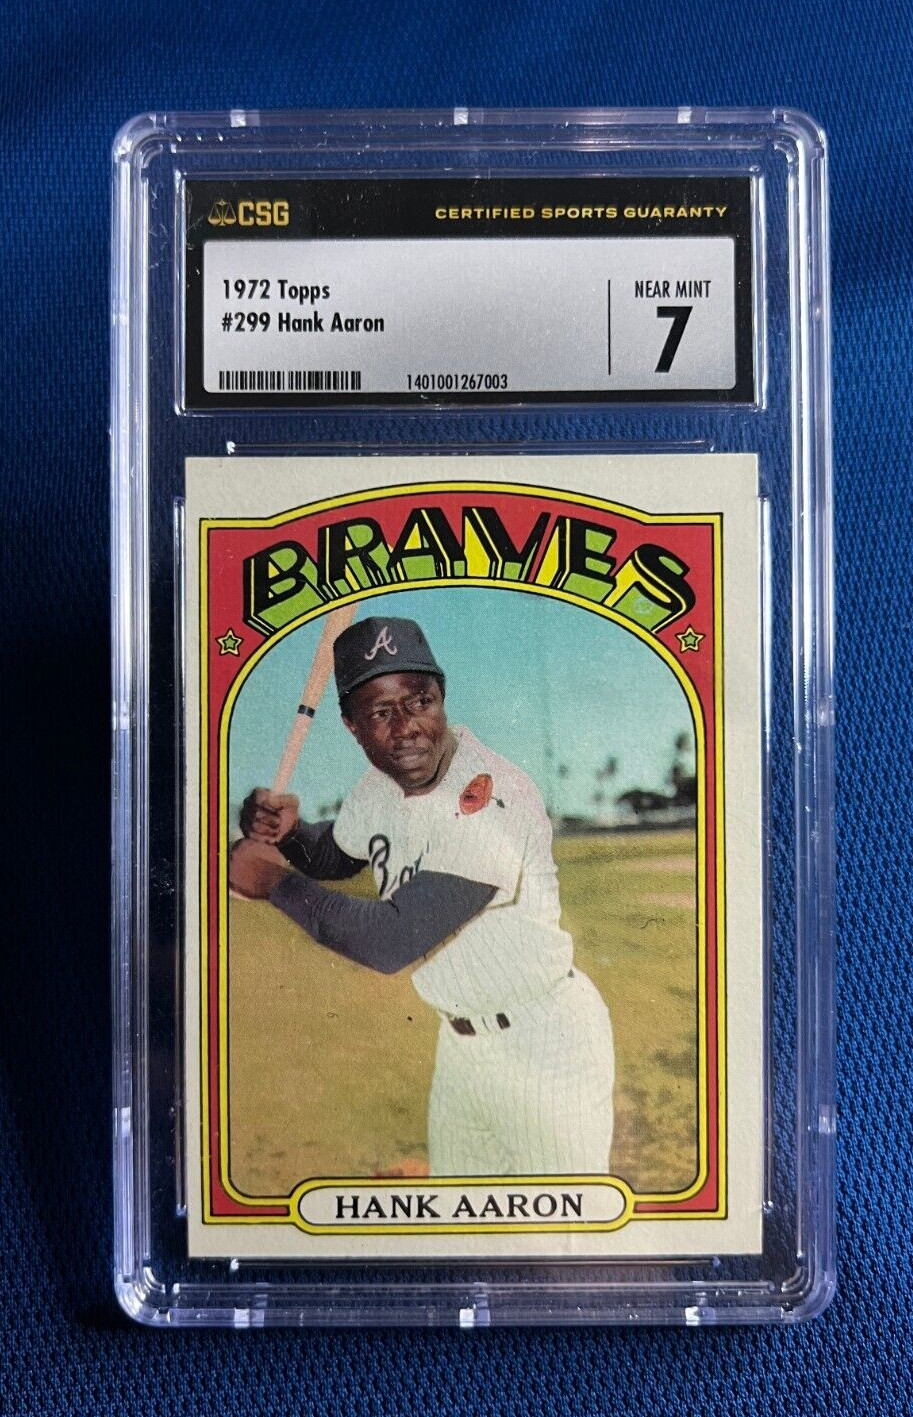 CSG CERTIFIED SPORTS GUARANTY
1972 Topps
#299 Hank Aaron
NEAR MINT
7
1401001267003
BRAVES
A
HANK AARON